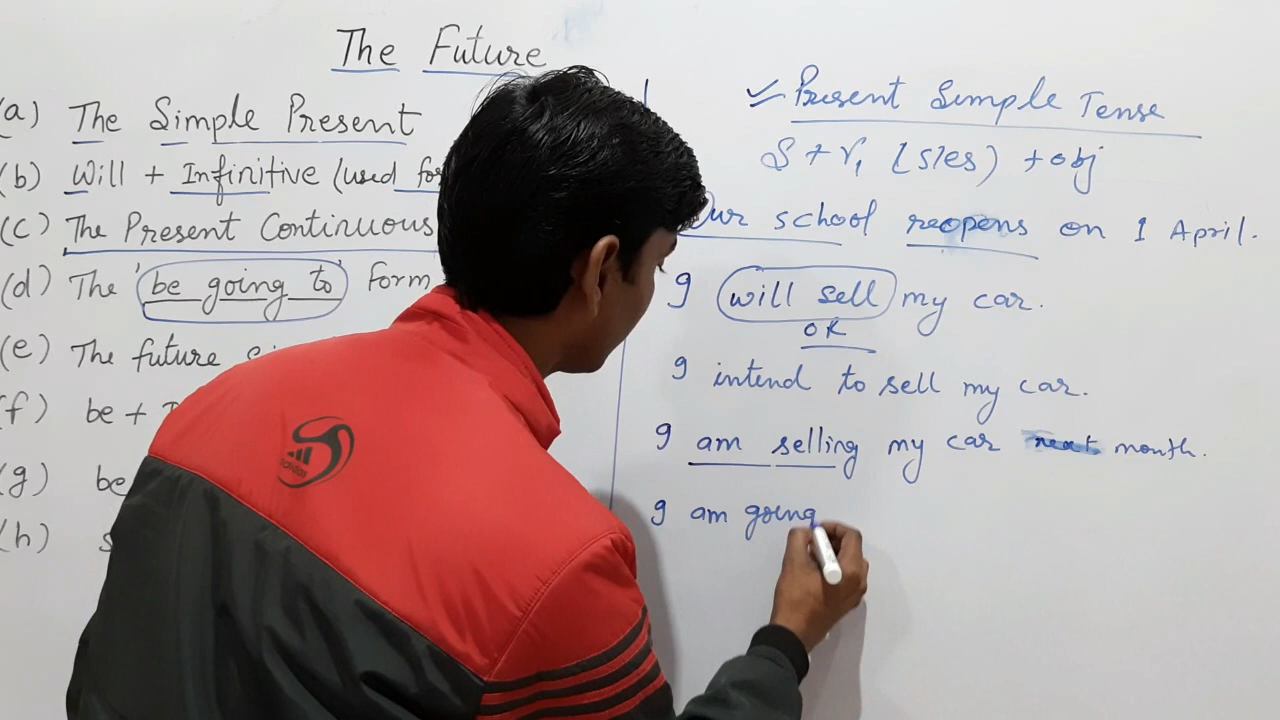 The Future
(a) The Simple Present
(b) Will + Infinitive (used for
(c) The Present Continuous
(d) The 'be going to' form
(e) The future
(f) be +
(g) be
(h) s
Present Simple Tense
S + V1 (s/es) + obj
Our school reopens on 1 April.
I will sell my car.
OR
I intend to sell my car.
I am selling my car next month.
I am going